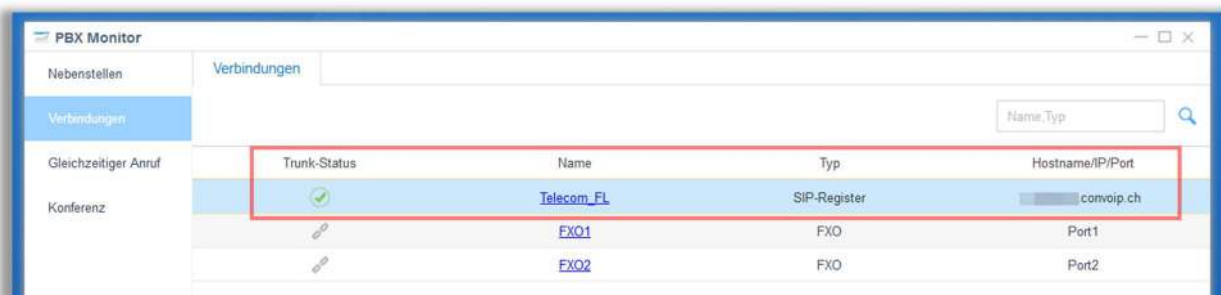 PBX Monitor
Nebenstellen
Verbindungen
Gleichzeitiger Anruf
Konferenz
Verbindungen
Name,Typ
Trunk-Status Name Typ Hostname/IP/Port
Telecom_FL SIP-Register convoip.ch
FXO1 FXO Port1
FXO2 FXO Port2